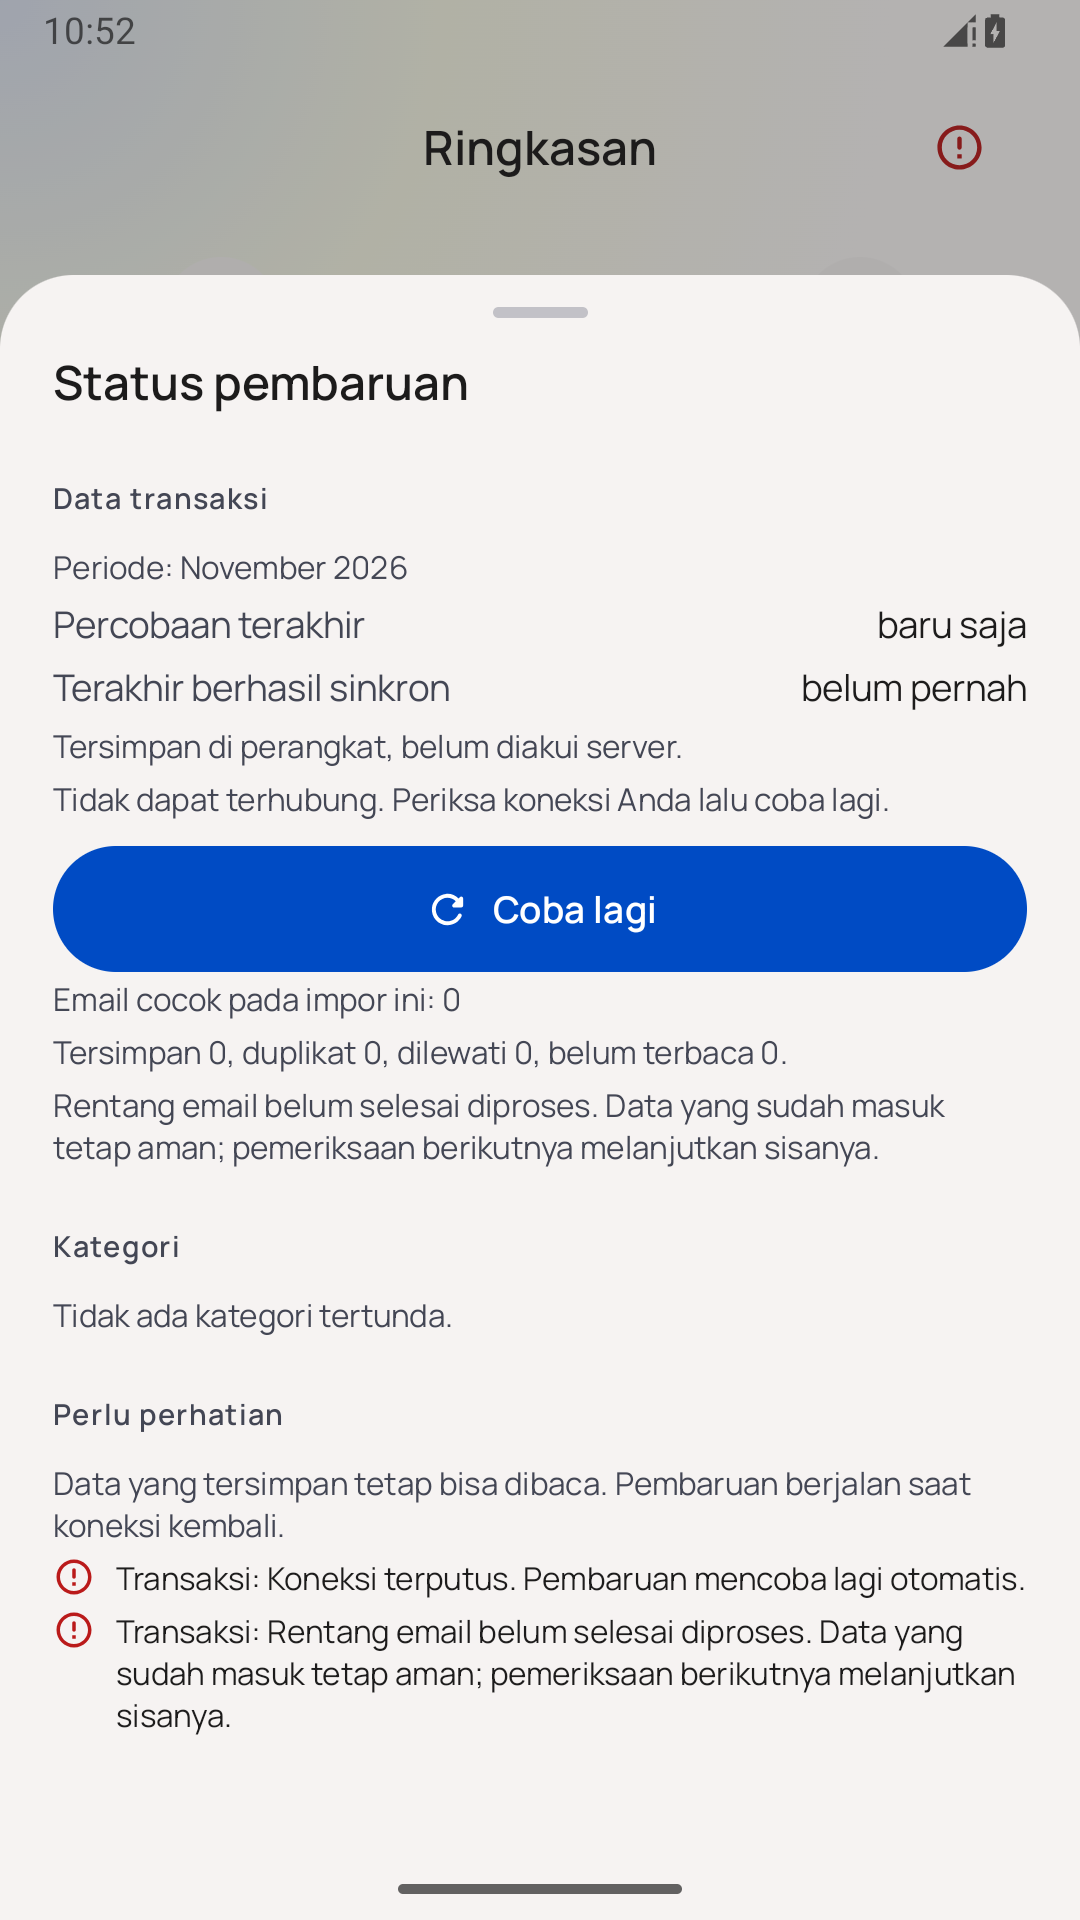 10:52
Ringkasan
Status pembaruan
Data transaksi
Periode: November 2026
Percobaan terakhir baru saja
Terakhir berhasil sinkron belum pernah
Tersimpan di perangkat, belum diakui server.
Tidak dapat terhubung. Periksa koneksi Anda lalu coba lagi.
Coba lagi
Email cocok pada impor ini: 0
Tersimpan 0, duplikat 0, dilewati 0, belum terbaca 0.
Rentang email belum selesai diproses. Data yang sudah masuk
tetap aman; pemeriksaan berikutnya melanjutkan sisanya.
Kategori
Tidak ada kategori tertunda.
Perlu perhatian
Data yang tersimpan tetap bisa dibaca. Pembaruan berjalan saat
koneksi kembali.
Transaksi: Koneksi terputus. Pembaruan mencoba lagi otomatis.
Transaksi: Rentang email belum selesai diproses. Data yang
sudah masuk tetap aman; pemeriksaan berikutnya melanjutkan
sisanya.